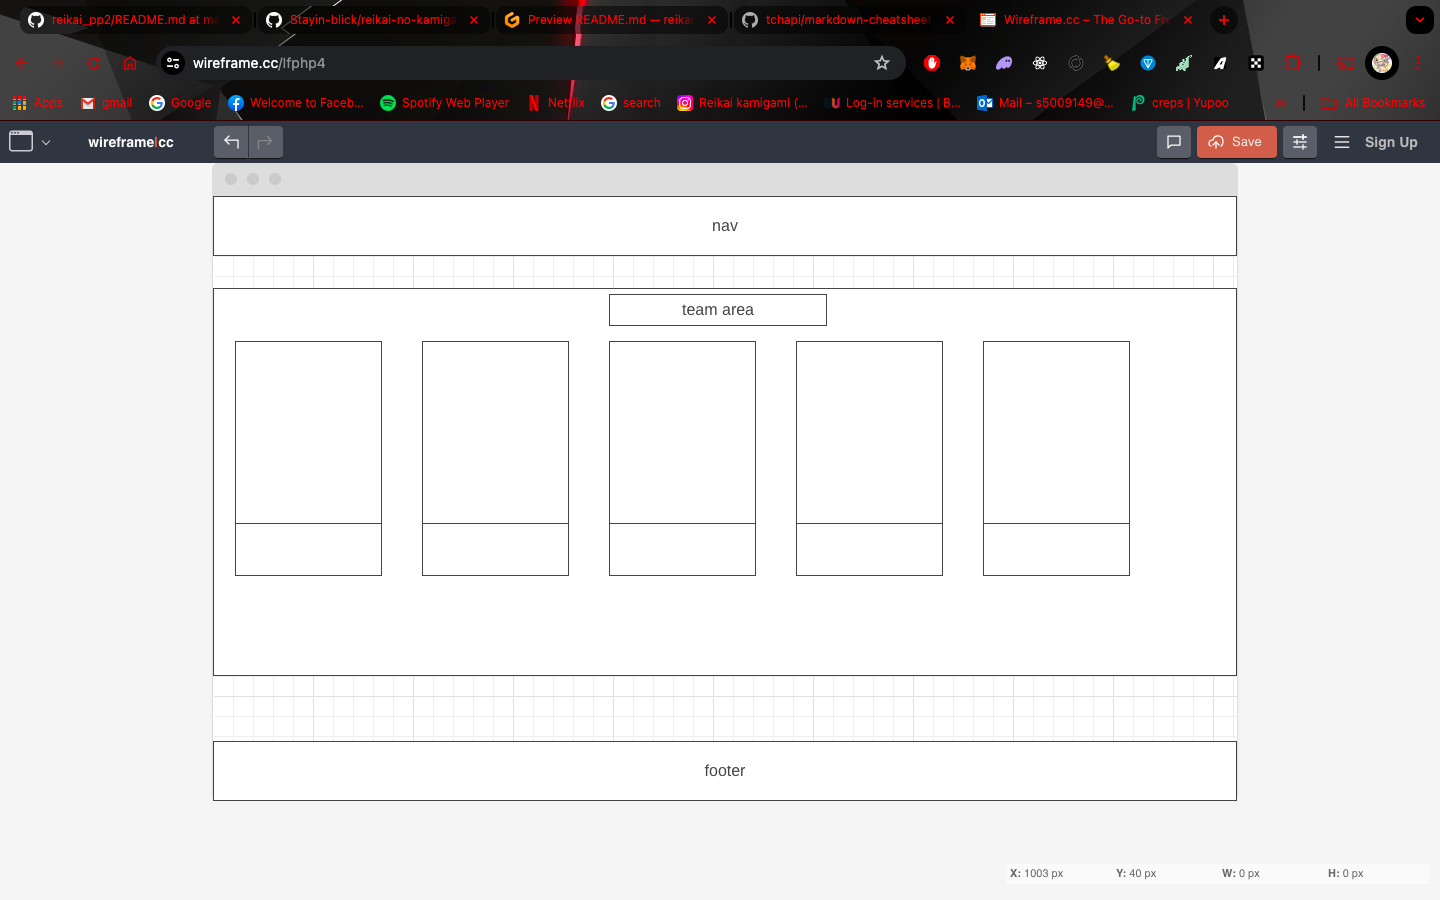 reikai_pp2/README.md at ma
Stayin-blick/reikai-no-kamiga
Preview README.md — reikai
tchapi/markdown-cheatsheet
Wireframe.cc – The Go-to Fre
wireframe.cc/lfphp4
Apps
gmail
Google
Welcome to Faceb...
Spotify Web Player
Netflix
search
Reikai kamigami (...
Log-In services | B...
Mail – s5009149@...
creps | Yupoo
All Bookmarks
wireframe|cc
Save
Sign Up
nav
team area
footer
X: 1003 px
Y: 40 px
W: 0 px
H: 0 px